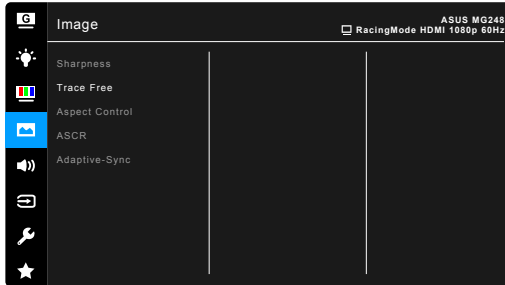 G
Image
ASUS MG248
RacingMode HDMI 1080p 60Hz
Sharpness
Trace Free
Aspect Control
ASCR
Adaptive-Sync